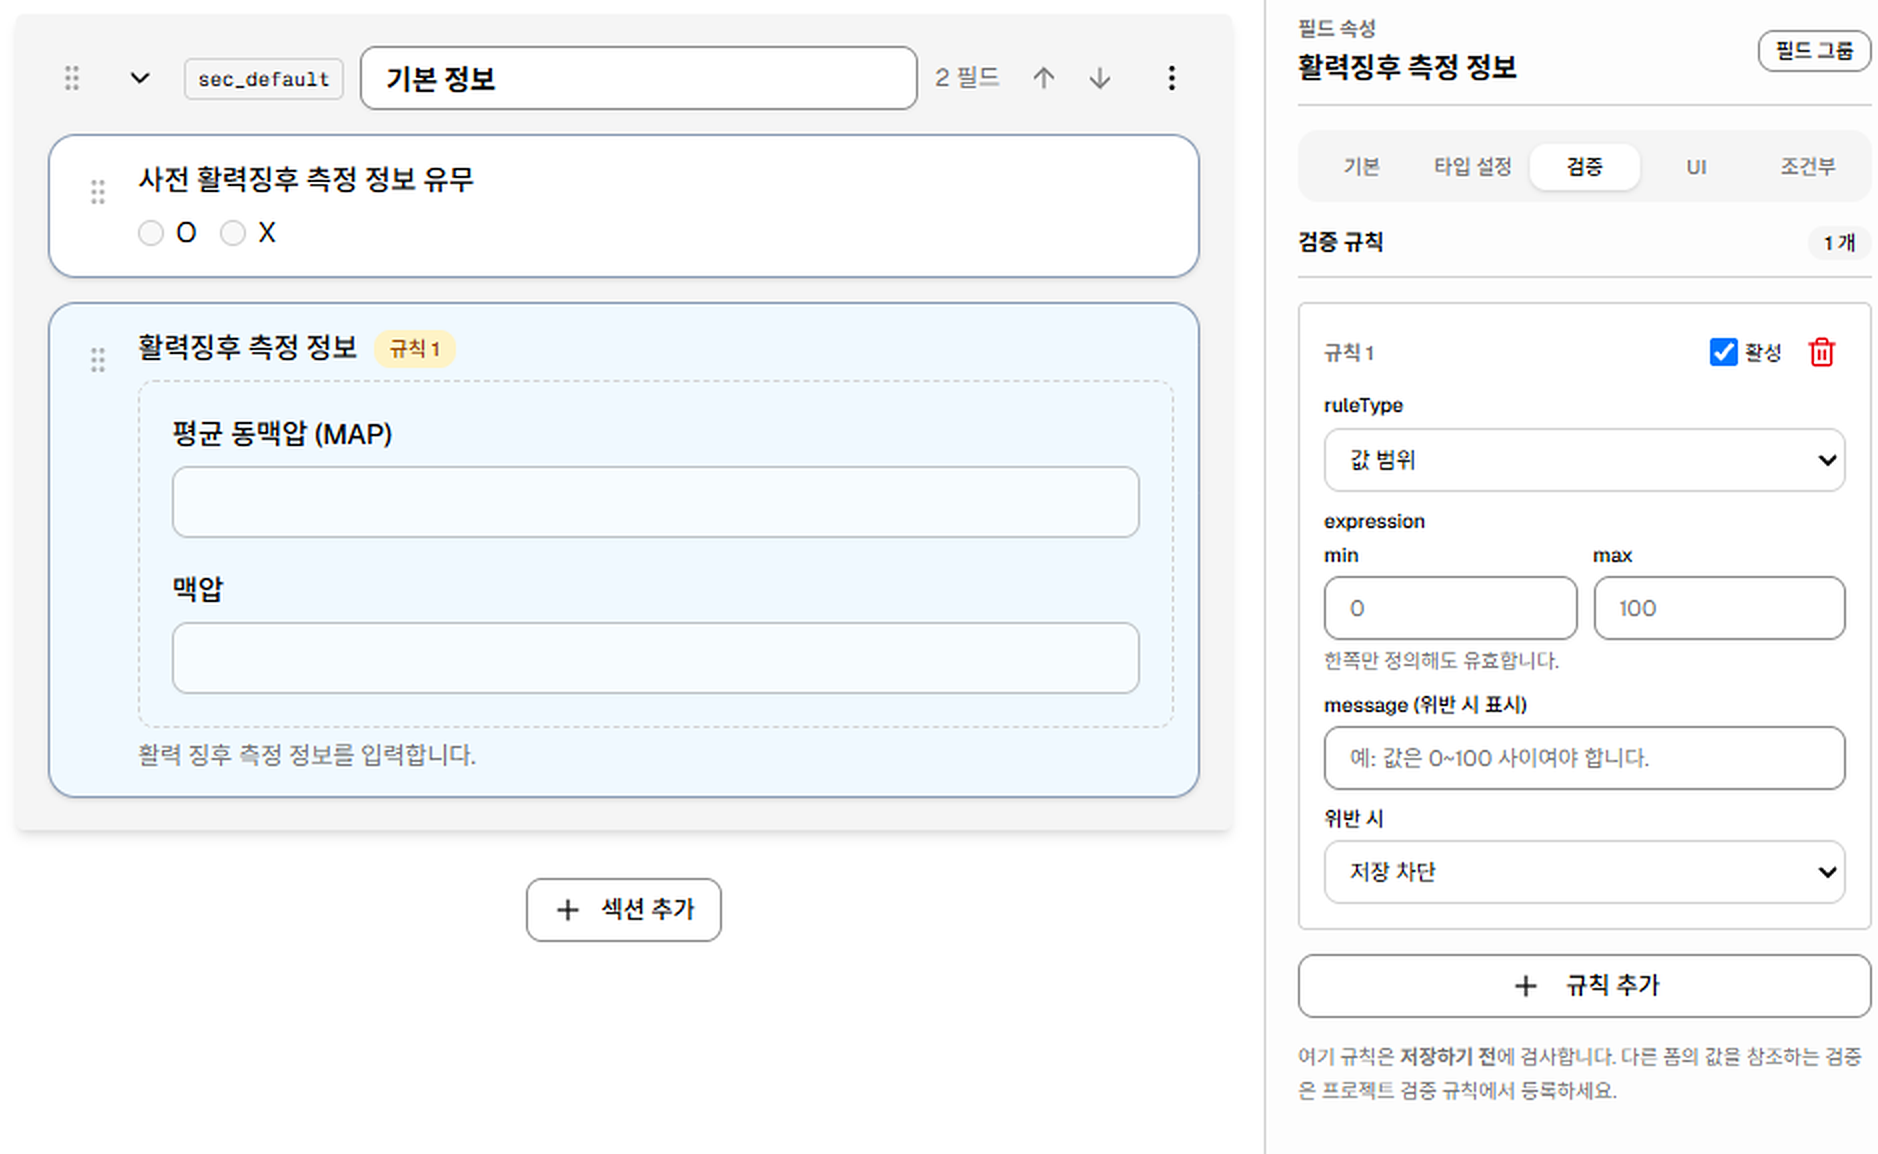 sec_default
기본 정보
2 필드
사전 활력징후 측정 정보 유무
O X
활력징후 측정 정보 규칙 1
평균 동맥압 (MAP)
맥압
활력 징후 측정 정보를 입력합니다.
+ 섹션 추가
필드 속성
활력징후 측정 정보
필드 그룹
기본 타입 설정 검증 UI 조건부
검증 규칙 1 개
규칙 1 활성
ruleType
값 범위
expression
min max
0 100
한쪽만 정의해도 유효합니다.
message (위반 시 표시)
예: 값은 0~100 사이여야 합니다.
위반 시
저장 차단
+ 규칙 추가
여기 규칙은 저장하기 전에 검사합니다. 다른 폼의 값을 참조하는 검증
은 프로젝트 검증 규칙에서 등록하세요.